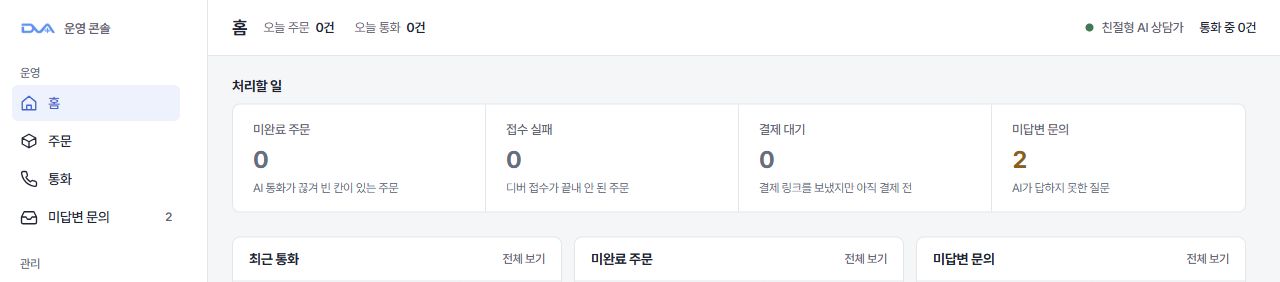 DVA 운영 콘솔
홈 오늘 주문 0건 오늘 통화 0건
친절형 AI 상담가 통화 중 0건
운영
홈
주문
통화
미답변 문의 2
관리
처리할 일
미완료 주문
0
AI 통화가 끊겨 빈 칸이 있는 주문
접수 실패
0
디버 접수가 끝내 안 된 주문
결제 대기
0
결제 링크를 보냈지만 아직 결제 전
미답변 문의
2
AI가 답하지 못한 질문
최근 통화 전체 보기
미완료 주문 전체 보기
미답변 문의 전체 보기